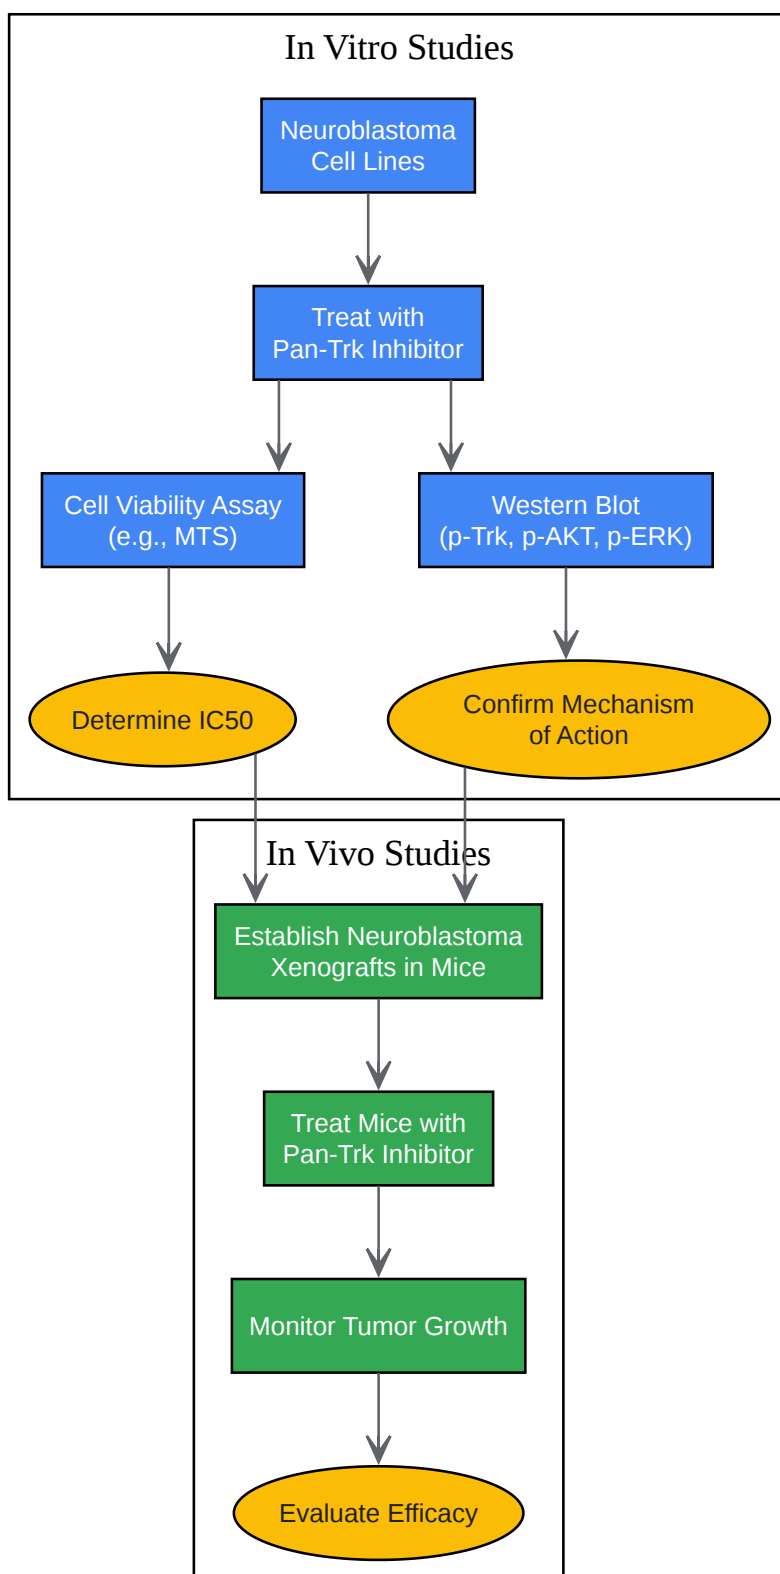 In Vitro Studies
Neuroblastoma
Cell Lines
Treat with
Pan-Trk Inhibitor
Cell Viability Assay
(e.g., MTS)
Western Blot
(p-Trk, p-AKT, p-ERK)
Determine IC50
Confirm Mechanism
of Action
In Vivo Studies
Establish Neuroblastoma
Xenografts in Mice
Treat Mice with
Pan-Trk Inhibitor
Monitor Tumor Growth
Evaluate Efficacy